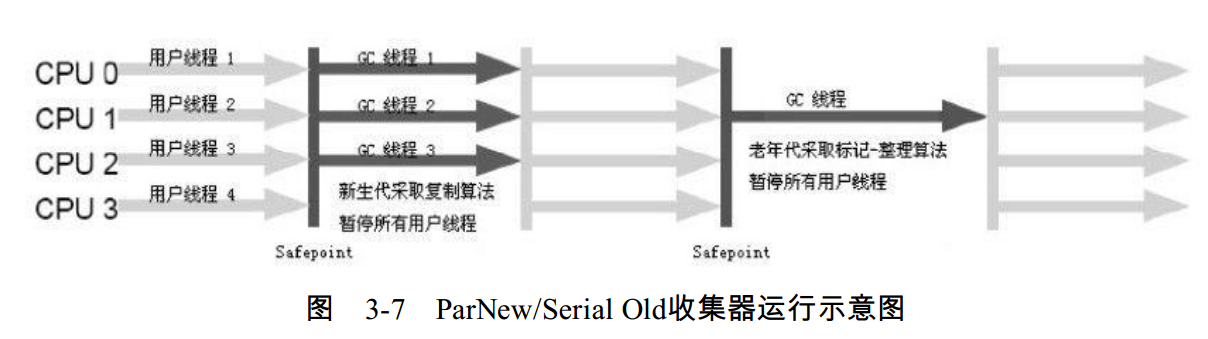 CPU 0
用户线程 1
GC 线程 1
CPU 1
用户线程 2
GC 线程 2
GC 线程
CPU 2
用户线程 3
GC 线程 3
老年代采取标记-整理算法
暂停所有用户线程
CPU 3
用户线程 4
新生代采取复制算法
暂停所有用户线程
Safepoint
Safepoint
图 3-7 ParNew/Serial Old收集器运行示意图